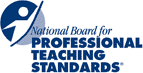 National Board for
PROFESSIONAL
TEACHING
STANDARDS®